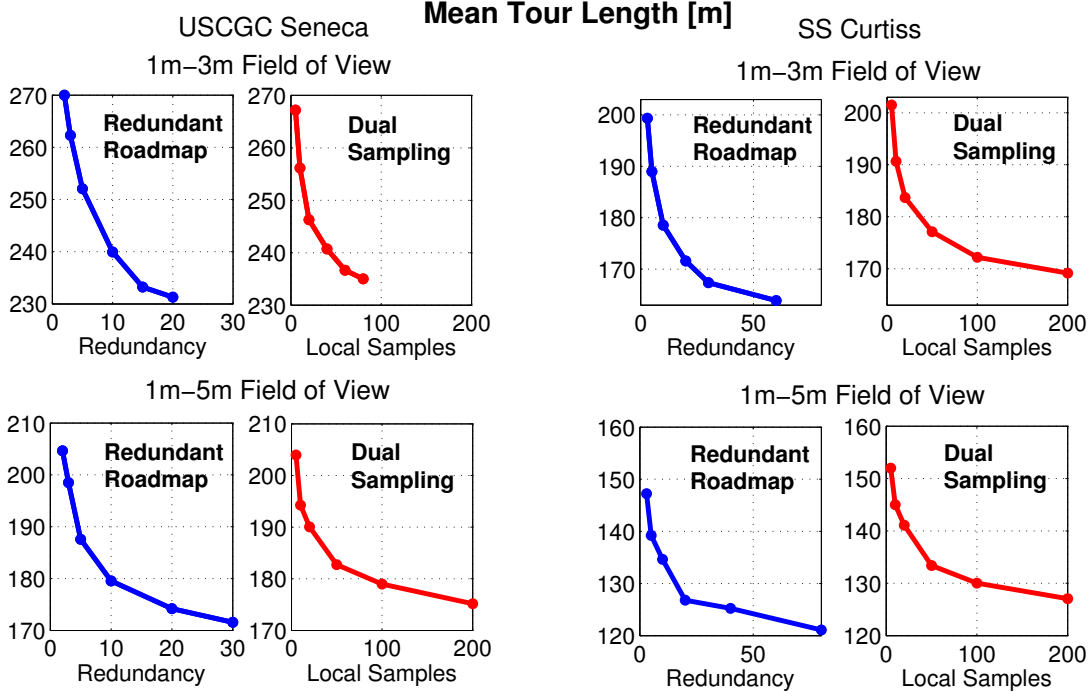 Mean Tour Length [m]
USCGC Seneca
SS Curtiss
1m−3m Field of View
270
260
250
240
230
Redundant
Roadmap
0 10 20 30
Redundancy
270
260
250
240
230
Dual
Sampling
0 100 200
Local Samples
1m−3m Field of View
200
190
180
170
Redundant
Roadmap
0 50
Redundancy
200
190
180
170
Dual
Sampling
0 100 200
Local Samples
1m−5m Field of View
210
200
190
180
170
Redundant
Roadmap
0 10 20 30
Redundancy
210
200
190
180
170
Dual
Sampling
0 100 200
Local Samples
1m−5m Field of View
160
150
140
130
120
Redundant
Roadmap
0 50
Redundancy
160
150
140
130
120
Dual
Sampling
0 100 200
Local Samples